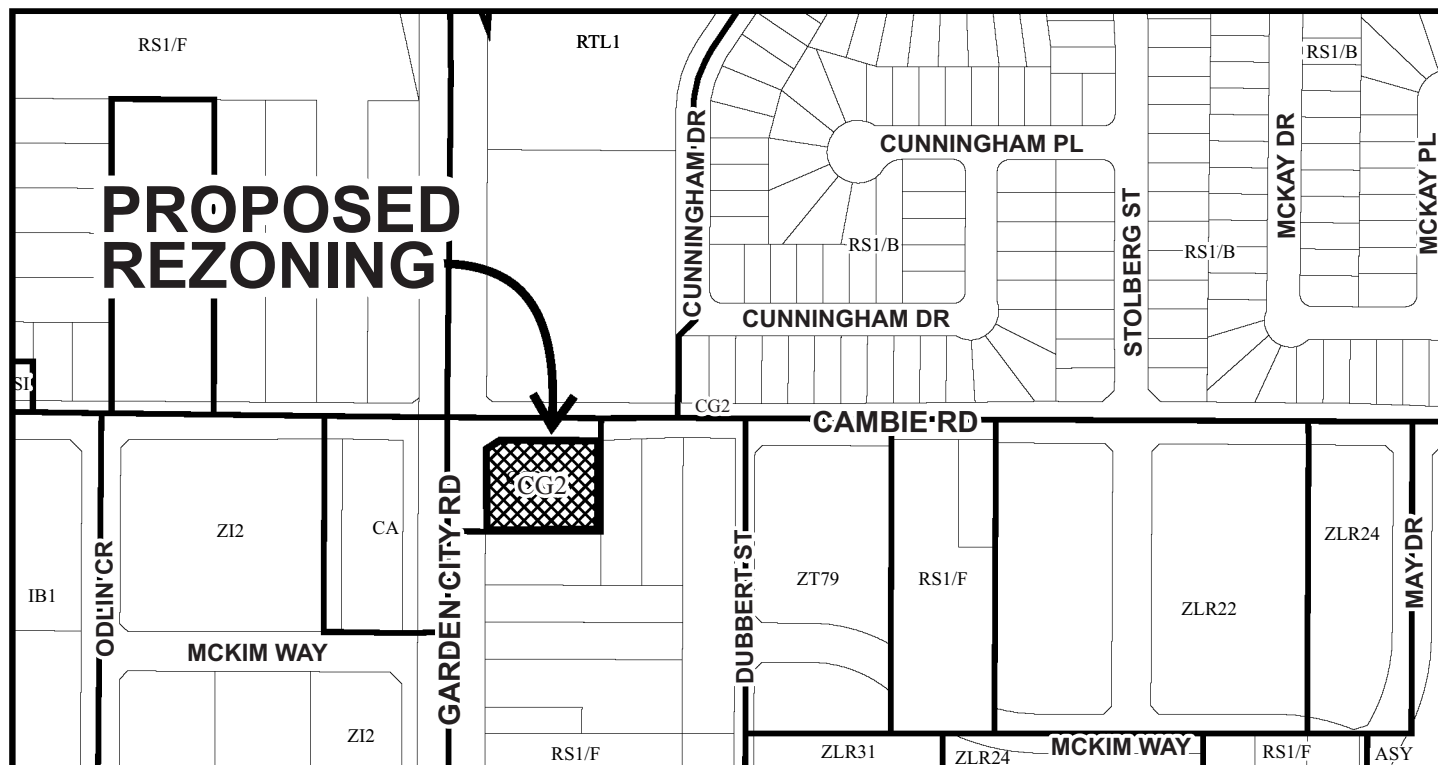 RS1/F
RTL1
RS1/B
CUNNINGHAM DR
CUNNINGHAM PL
STOLBERG ST
MCKAY DR
MCKAY PL
PROPOSED
REZONING
RS1/B
RS1/B
CUNNINGHAM DR
SI
CG2
CAMBIE RD
CG2
ZI2
CA
GARDEN CITY RD
IB1
ODLIN CR
MCKIM WAY
DUBBERT ST
ZT79
RS1/F
ZLR22
ZLR24
MAY DR
ZI2
RS1/F
ZLR31
ZLR24
MCKIM WAY
RS1/F
ASY